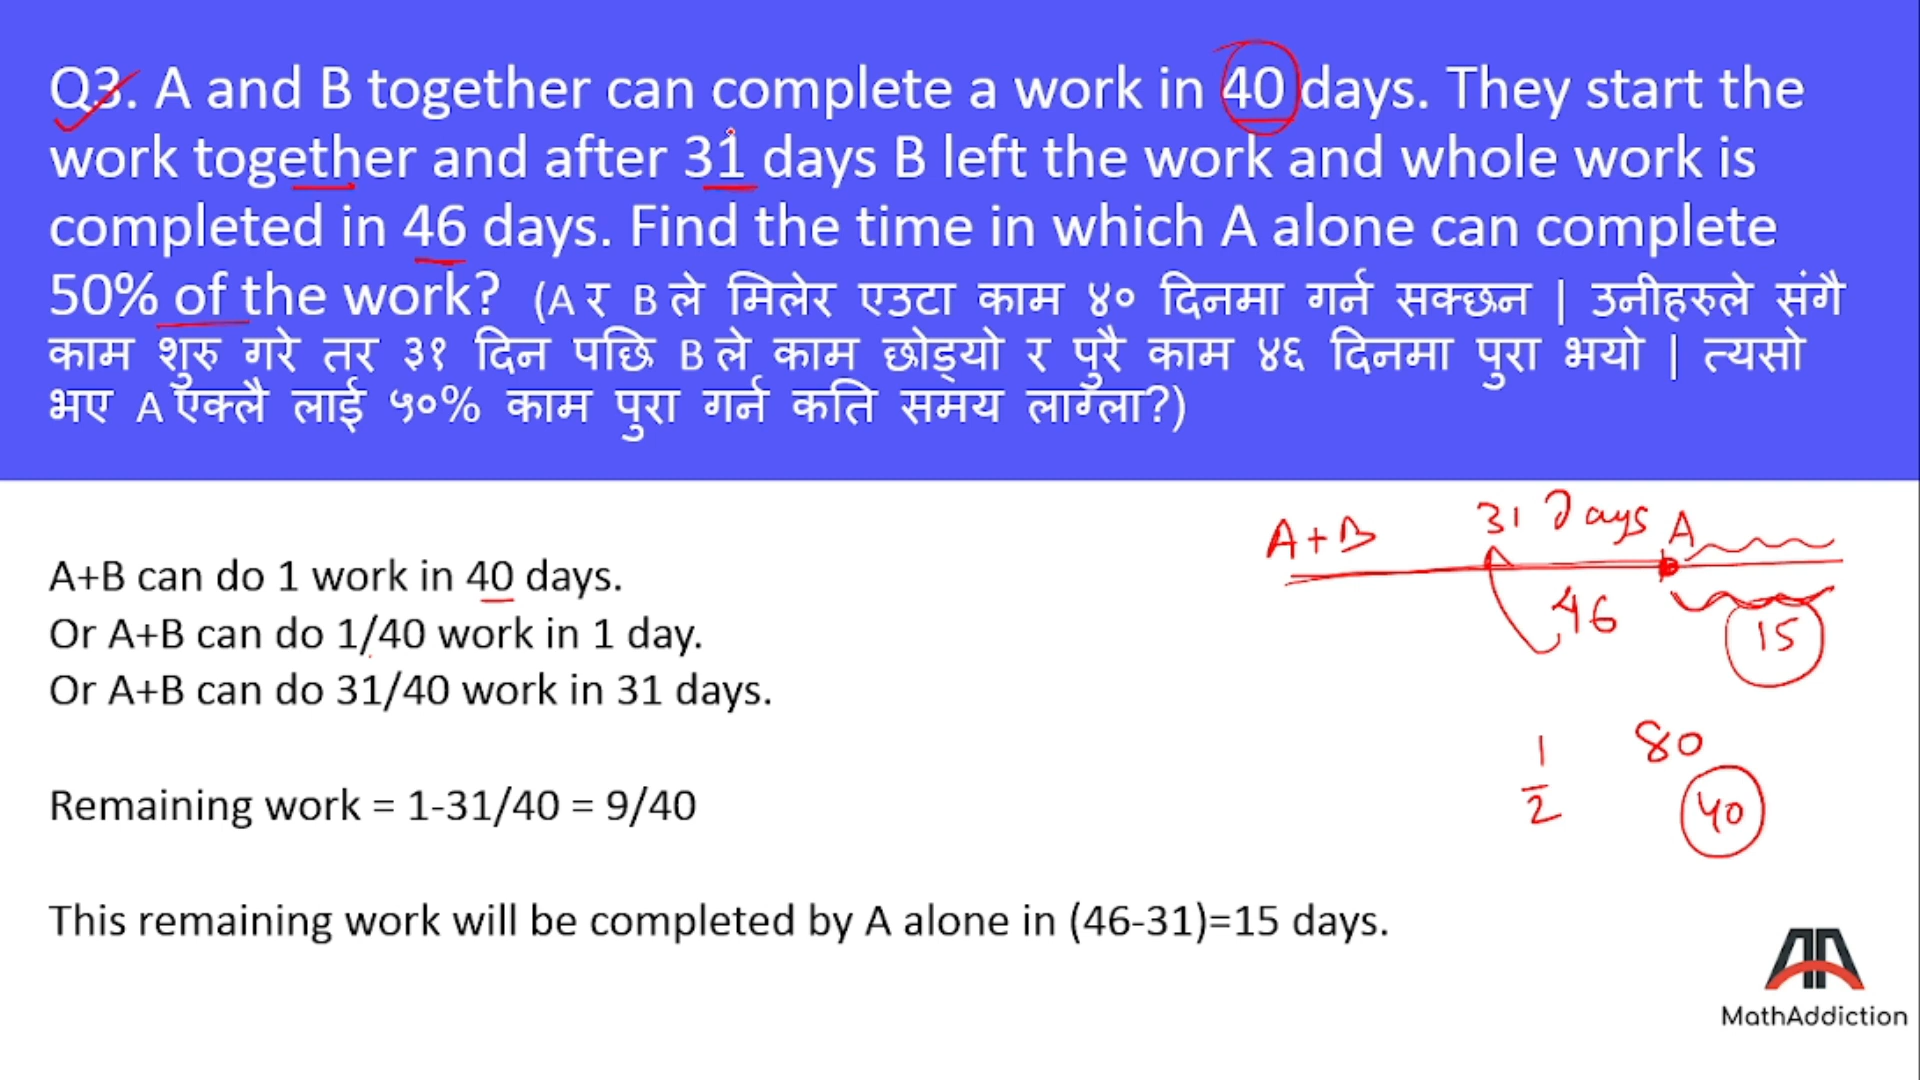 Q3. A and B together can complete a work in 40 days. They start the
work together and after 31 days B left the work and whole work is
completed in 46 days. Find the time in which A alone can complete
50% of the work? (A र B ले मिलेर एउटा काम ४० दिनमा गर्न सक्छन | उनीहरुले संगै
काम शुरु गरे तर ३१ दिन पछि B ले काम छोड्यो र पुरै काम ४६ दिनमा पुरा भयो | त्यसो
भए A एक्लै लाई ५०% काम पुरा गर्न कति समय लाग्ला?)
A+B can do 1 work in 40 days.
Or A+B can do 1/40 work in 1 day.
Or A+B can do 31/40 work in 31 days.
Remaining work = 1-31/40 = 9/40
This remaining work will be completed by A alone in (46-31)=15 days.
A+B 31 days A
46 15
1/2 80
40
MathAddiction